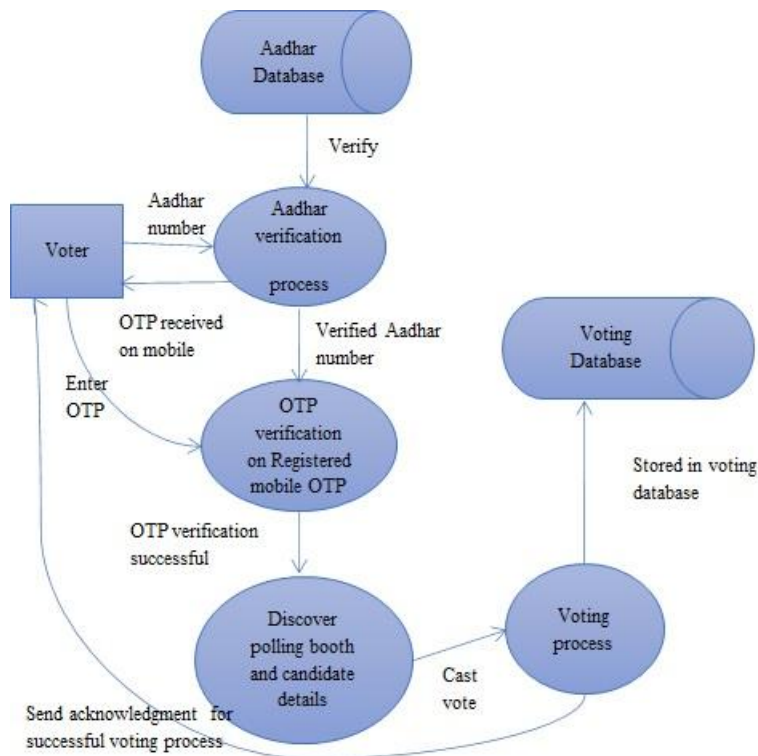 Aadhar
Database
Verify
Aadhar
number
Aadhar
verification
process
Voter
OTP received
on mobile
Verified Aadhar
number
Voting
Database
Enter
OTP
OTP
verification
on Registered
mobile OTP
Stored in voting
database
OTP verification
successful
Discover
polling booth
and candidate
details
Voting
process
Cast
vote
Send acknowledgment for
successful voting process